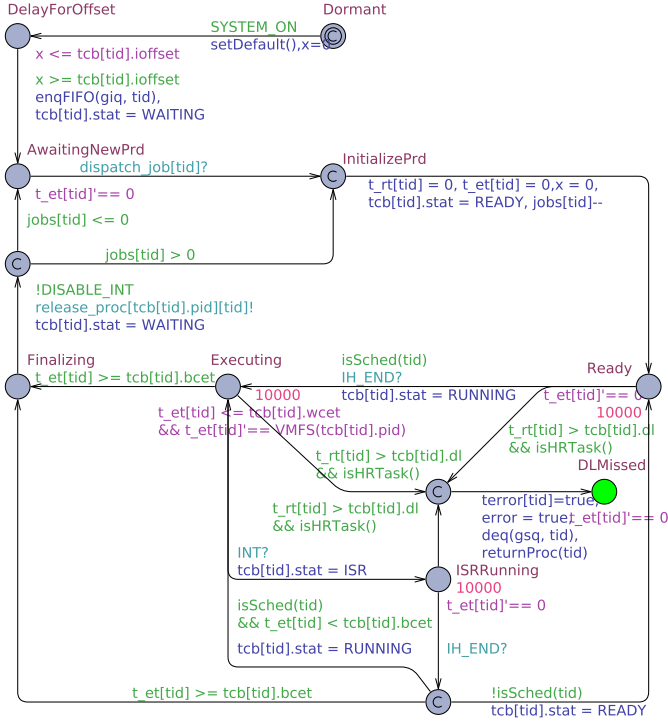 DelayForOffset
Dormant
SYSTEM_ON
setDefault(),x=0
x <= tcb[tid].ioffset
x >= tcb[tid].ioffset
enqFIFO(giq, tid),
tcb[tid].stat = WAITING
AwaitingNewPrd
dispatch_job[tid]?
InitializePrd
t_et[tid]'== 0
t_rt[tid] = 0, t_et[tid] = 0,x = 0,
tcb[tid].stat = READY, jobs[tid]--
jobs[tid] <= 0
jobs[tid] > 0
!DISABLE_INT
release_proc[tcb[tid].pid][tid]!
tcb[tid].stat = WAITING
Finalizing
t_et[tid] >= tcb[tid].bcet
Executing
10000
t_et[tid] <= tcb[tid].wcet
&& t_et[tid]'== VMFS(tcb[tid].pid)
isSched(tid)
IH_END?
tcb[tid].stat = RUNNING
Ready
t_et[tid]'== 0
10000
t_rt[tid] > tcb[tid].dl
&& isHRTask()
t_rt[tid] > tcb[tid].dl
&& isHRTask()
DLMissed
t_rt[tid] > tcb[tid].dl
&& isHRTask()
terror[tid]=true,
error = true,
deq(gsq, tid),
returnProc(tid)
t_et[tid]'== 0
INT?
tcb[tid].stat = ISR
ISRRunning
10000
t_et[tid]'== 0
isSched(tid)
&& t_et[tid] < tcb[tid].bcet
tcb[tid].stat = RUNNING
IH_END?
t_et[tid] >= tcb[tid].bcet
!isSched(tid)
tcb[tid].stat = READY